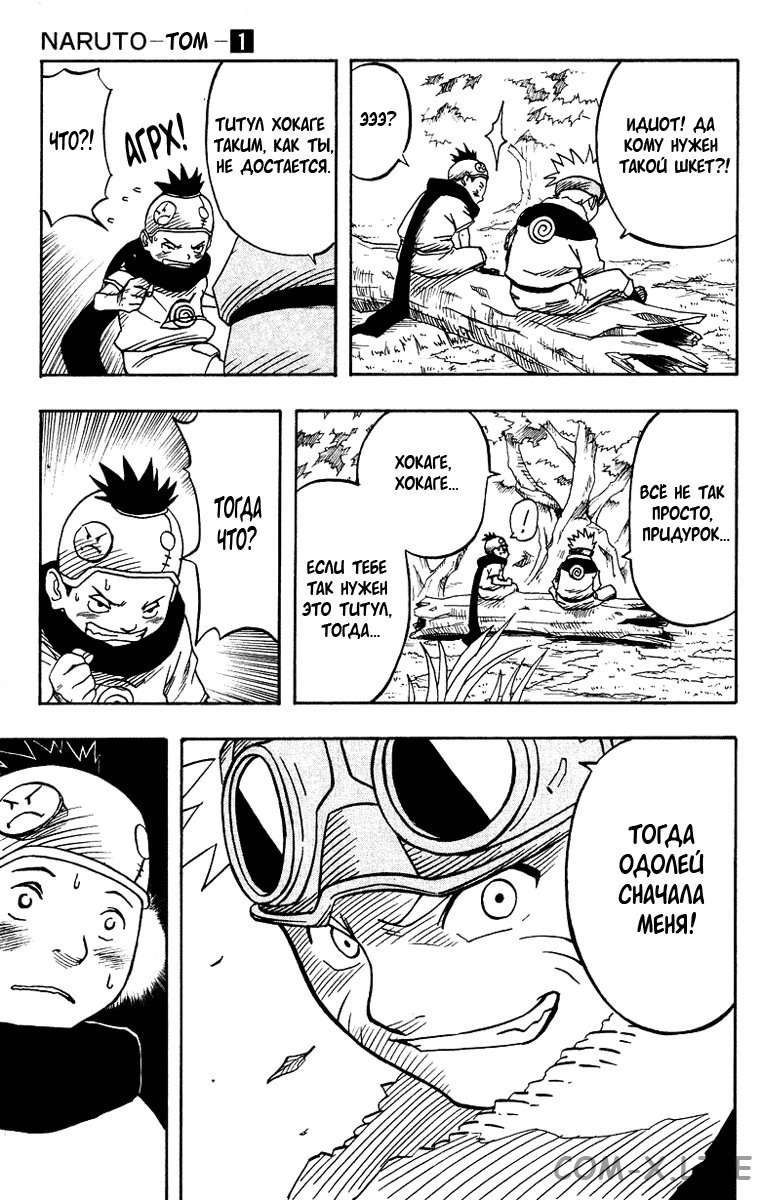 NARUTO-ТОМ-1
ИДИОТ! ДА
КОМУ НУЖЕН
ТАКОЙ ШКЕТ?!
ЭЭЭ?
ТИТУЛ ХОКАГЕ
ТАКИМ, КАК ТЫ,
НЕ ДОСТАЕТСЯ.
АГРХ!
ЧТО?!
ВСЁ НЕ ТАК
ПРОСТО,
ПРИДУРОК...
!
ХОКАГЕ,
ХОКАГЕ...
ЕСЛИ ТЕБЕ
ТАК НУЖЕН
ЭТО ТИТУЛ,
ТОГДА...
ТОГДА
ЧТО?
ТОГДА
ОДОЛЕЙ
СНАЧАЛА
МЕНЯ!
COM-X.LIFE